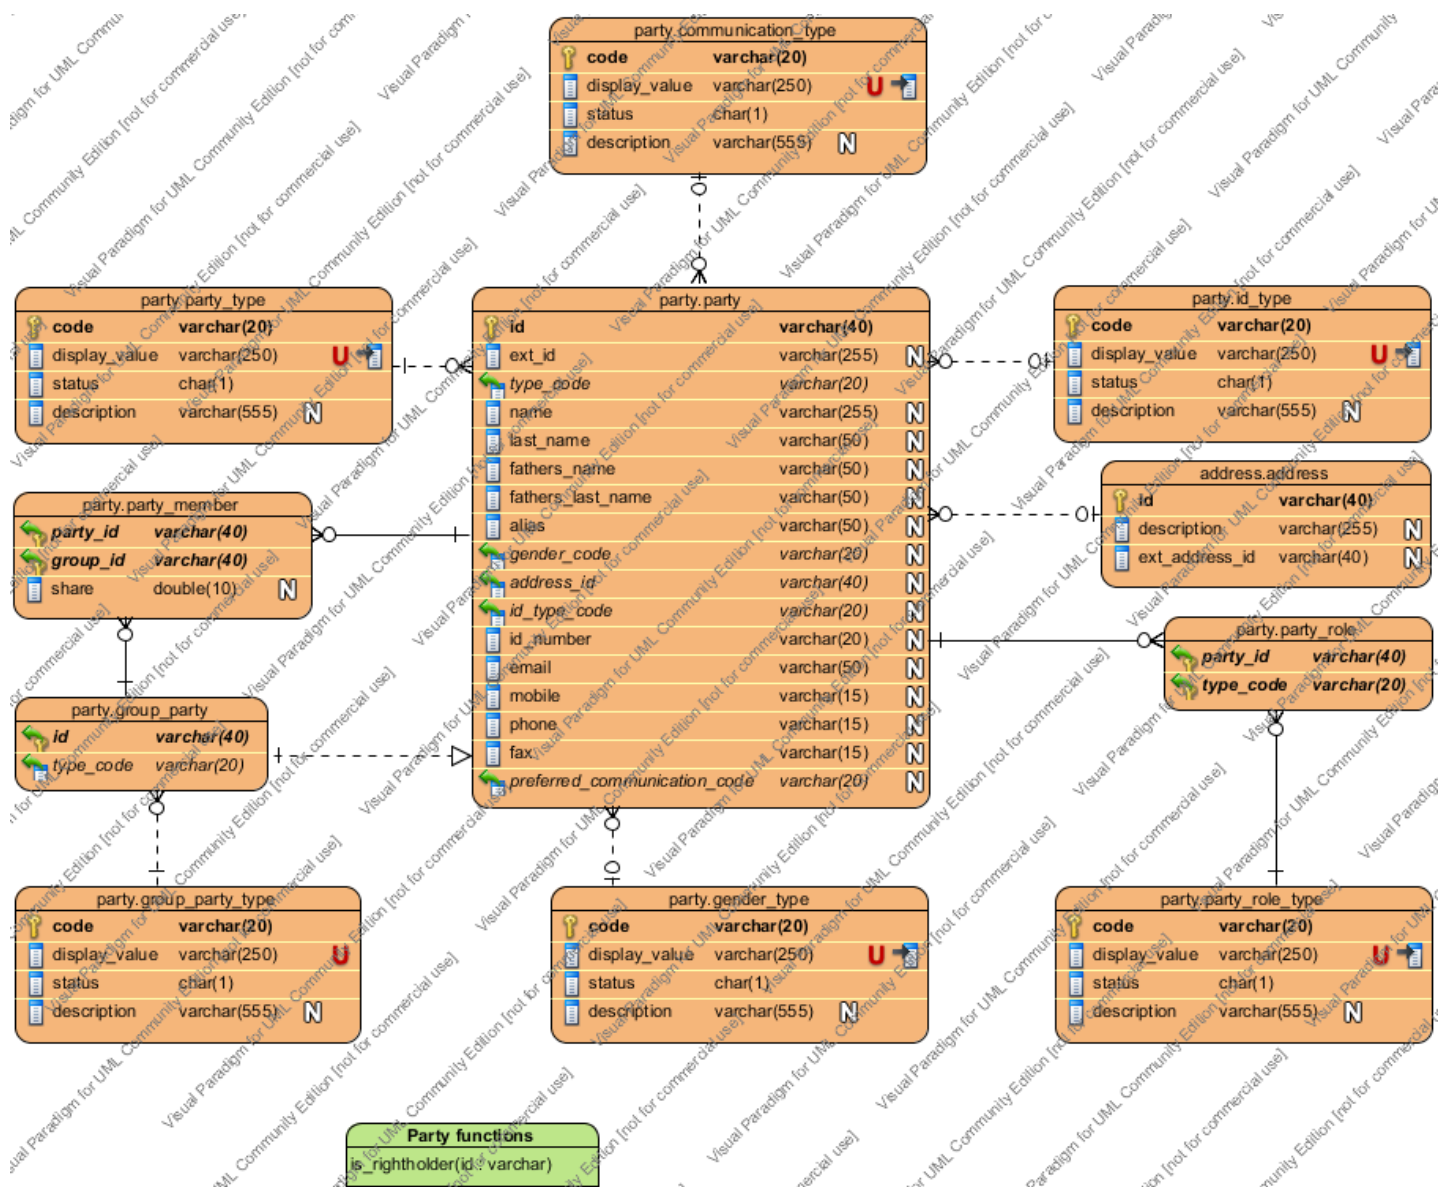 party.communication_type
code varchar(20)
display_value varchar(250) U
status char(1)
description varchar(555) N
party.party_type
code varchar(20)
display_value varchar(250) U
status char(1)
description varchar(555) N
party.party
id varchar(40)
ext_id varchar(255) N
type_code varchar(20)
name varchar(255) N
last_name varchar(50) N
fathers_name varchar(50) N
fathers_last_name varchar(50) N
alias varchar(50) N
gender_code varchar(20) N
address_id varchar(40) N
id_type_code varchar(20) N
id_number varchar(20) N
email varchar(50) N
mobile varchar(15) N
phone varchar(15) N
fax varchar(15) N
preferred_communication_code varchar(20) N
party.id_type
code varchar(20)
display_value varchar(250) U
status char(1)
description varchar(555) N
address.address
id varchar(40)
description varchar(255) N
ext_address_id varchar(40) N
party.party_member
party_id varchar(40)
group_id varchar(40)
share double(10) N
party.party_role
party_id varchar(40)
type_code varchar(20)
party.group_party
id varchar(40)
type_code varchar(20)
party.group_party_type
code varchar(20)
display_value varchar(250) U
status char(1)
description varchar(555) N
party.gender_type
code varchar(20)
display_value varchar(250) U
status char(1)
description varchar(555) N
party.party_role_type
code varchar(20)
display_value varchar(250) U
status char(1)
description varchar(555) N
Party functions
is_rightholder(id : varchar)
Visual Paradigm for UML Community Edition [not for commercial use]